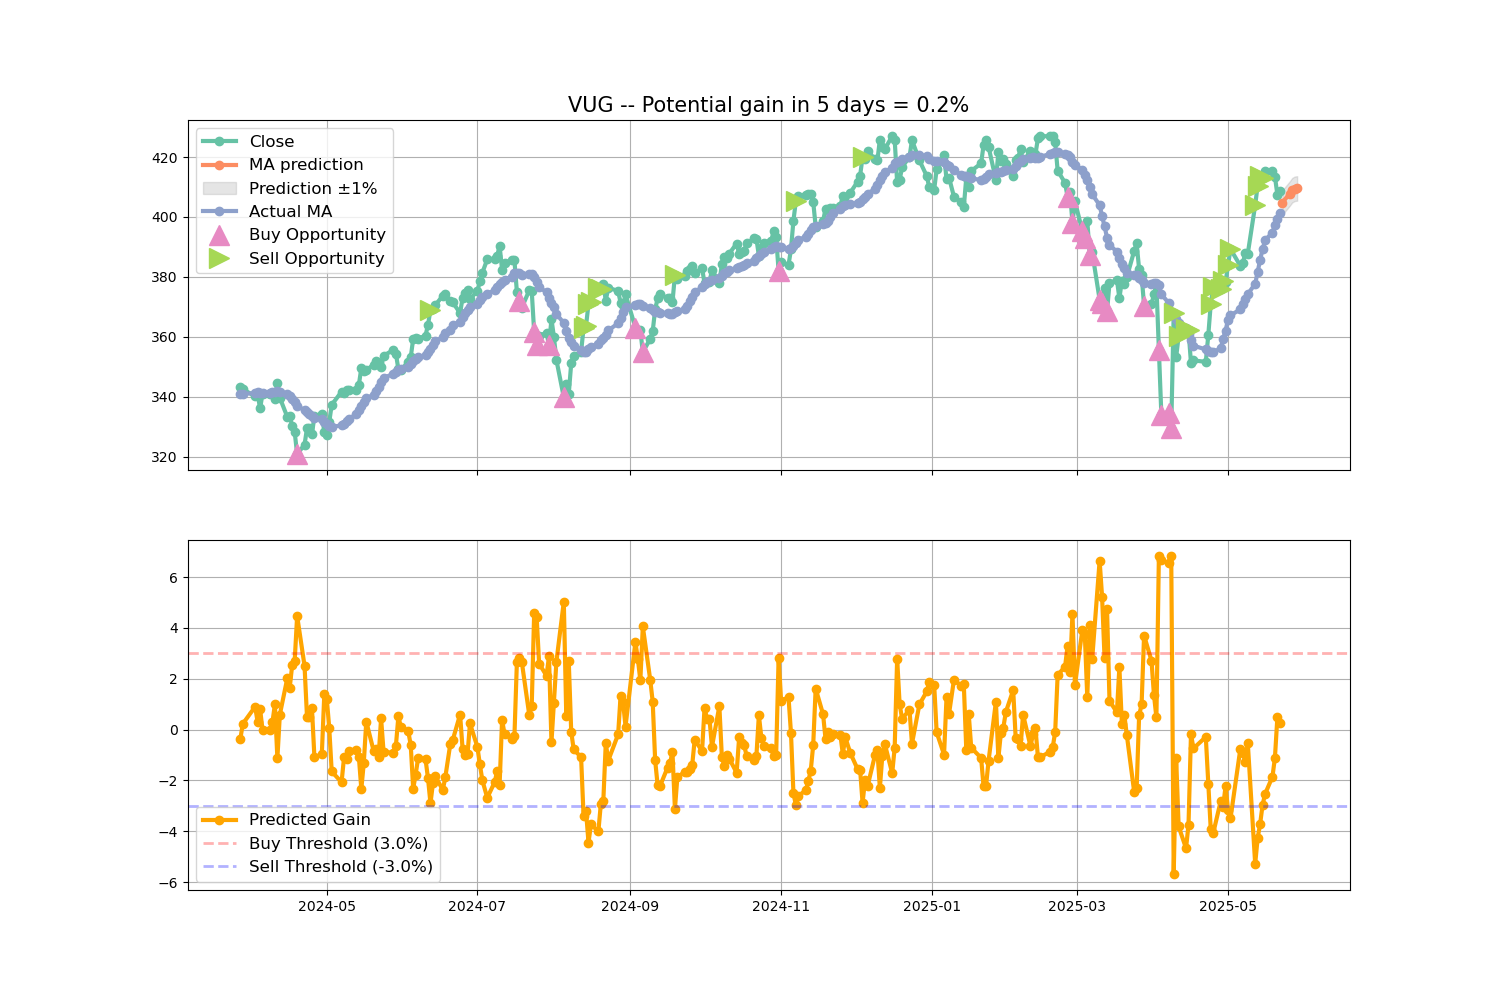 VUG -- Potential gain in 5 days = 0.2%
Close
MA prediction
Prediction ±1%
Actual MA
Buy Opportunity
Sell Opportunity
420
400
380
360
340
320
6
4
2
0
−2
−4
−6
Predicted Gain
Buy Threshold (3.0%)
Sell Threshold (-3.0%)
2024-05 2024-07 2024-09 2024-11 2025-01 2025-03 2025-05